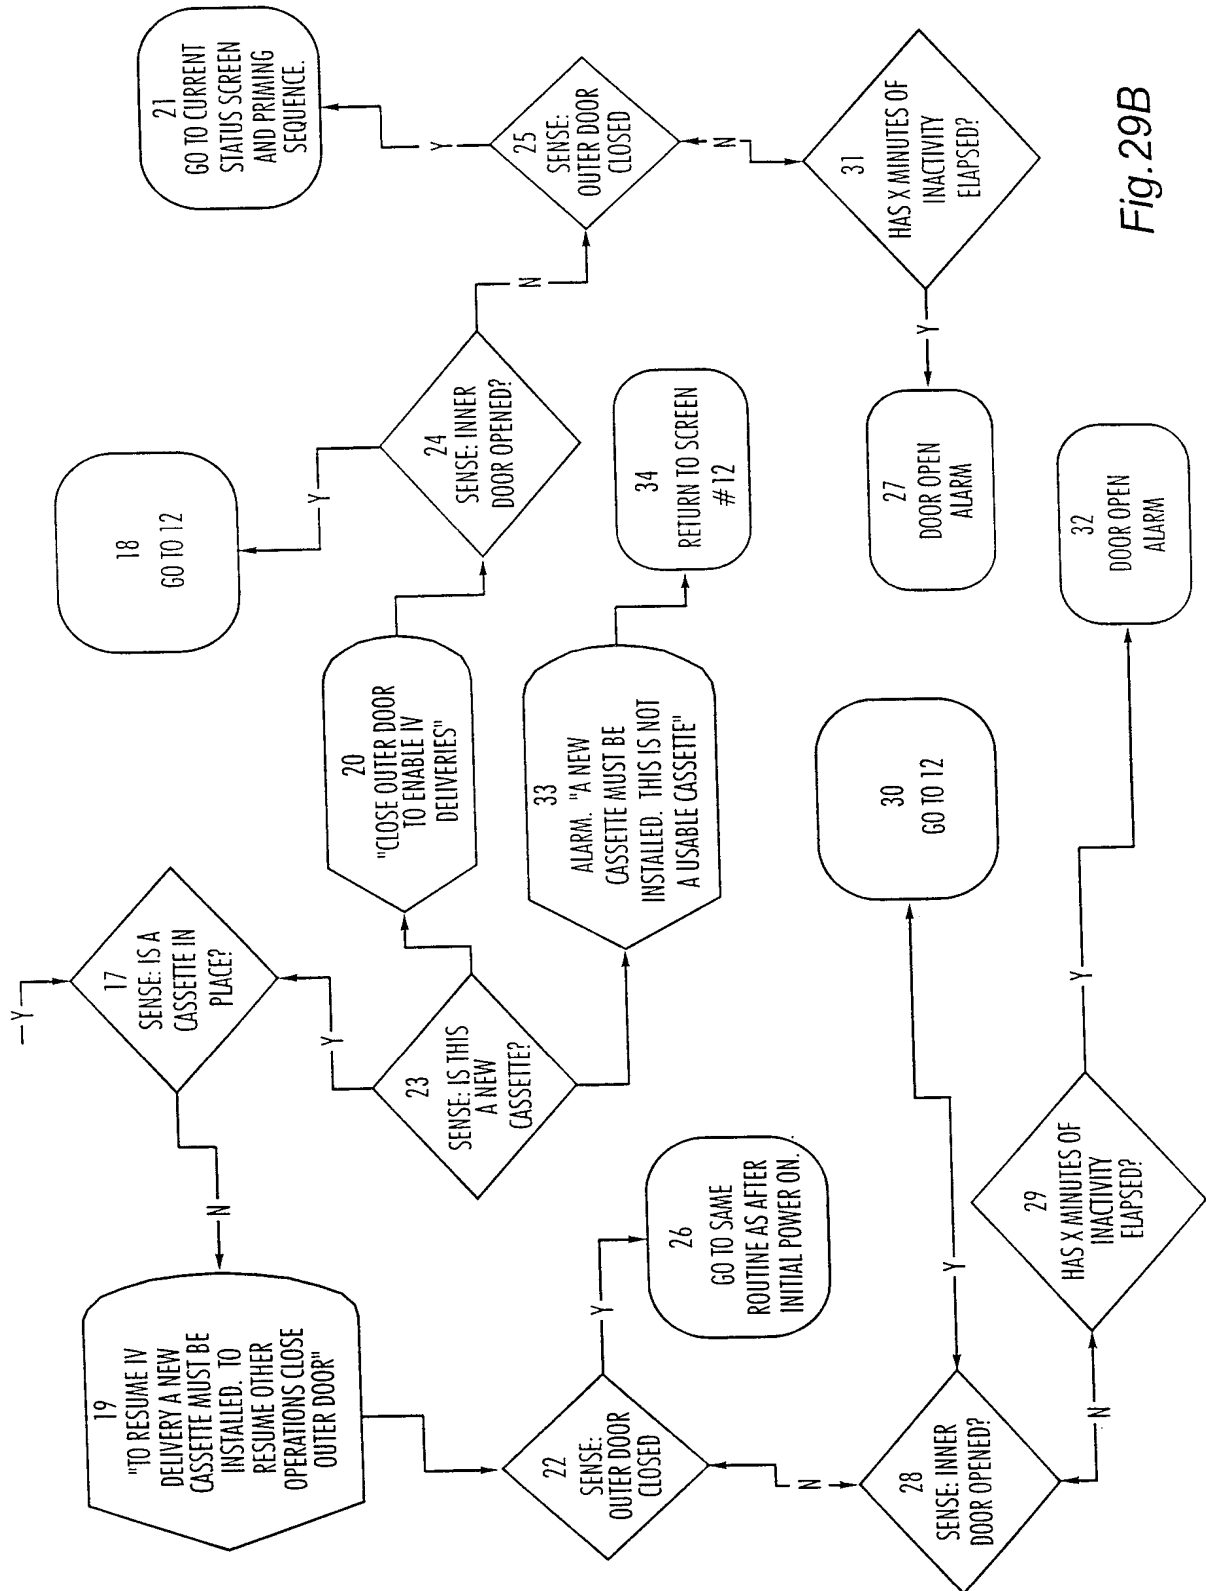 — Y —
17
SENSE: IS A
CASSETTE IN
PLACE?
N
Y
19
"TO RESUME IV
DELIVERY A NEW
CASSETTE MUST BE
INSTALLED. TO
RESUME OTHER
OPERATIONS CLOSE
OUTER DOOR"
23
SENSE: IS THIS
A NEW
CASSETTE?
20
"CLOSE OUTER DOOR
TO ENABLE IV
DELIVERIES"
33
ALARM. "A NEW
CASSETTE MUST BE
INSTALLED. THIS IS NOT
A USABLE CASSETTE"
18
GO TO 12
Y
24
SENSE: INNER
DOOR OPENED?
N
34
RETURN TO SCREEN
#12
21
GO TO CURRENT
STATUS SCREEN
AND PRIMING
SEQUENCE.
Y
25
SENSE:
OUTER DOOR
CLOSED
N
31
HAS X MINUTES OF
INACTIVITY
ELAPSED?
Y
27
DOOR OPEN
ALARM
22
SENSE:
OUTER DOOR
CLOSED
Y
26
GO TO SAME
ROUTINE AS AFTER
INITIAL POWER ON.
N
28
SENSE: INNER
DOOR OPENED?
Y
30
GO TO 12
N
29
HAS X MINUTES OF
INACTIVITY
ELAPSED?
Y
32
DOOR OPEN
ALARM
Fig.29B